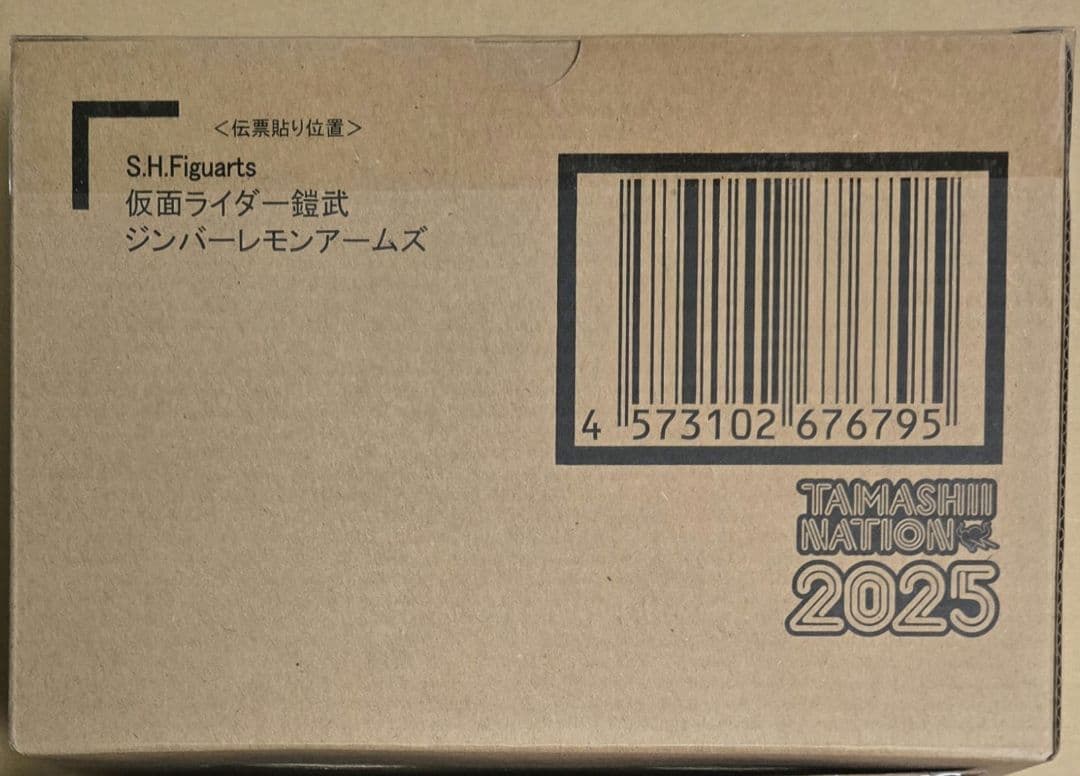 ＜伝票貼り位置＞
S.H.Figuarts
仮面ライダー鎧武
ジンバーレモンアームズ
4 573102 676795
TAMASHII
NATION
2025